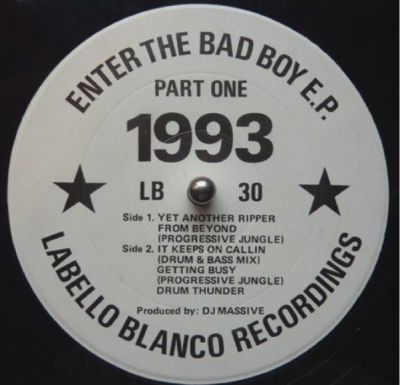 ENTER THE BAD BOY E.P.
PART ONE
1993
LB 30
Side 1. YET ANOTHER RIPPER
FROM BEYOND
(PROGRESSIVE JUNGLE)
Side 2. IT KEEPS ON CALLIN
(DRUM & BASS MIX)
GETTING BUSY
(PROGRESSIVE JUNGLE)
DRUM THUNDER
Produced by: DJ MASSIVE
LABELLO BLANCO RECORDINGS